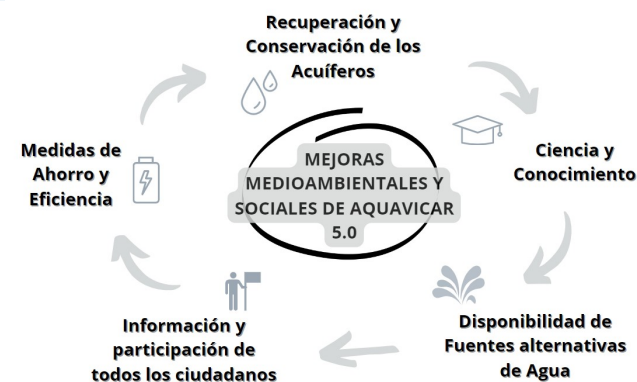 Recuperación y
Conservación de los
Acuíferos
Ciencia y
Conocimiento
Disponibilidad de
Fuentes alternativas
de Agua
Información y
participación de
todos los ciudadanos
Medidas de
Ahorro y
Eficiencia
MEJORAS
MEDIOAMBIENTALES Y
SOCIALES DE AQUAVICAR
5.0